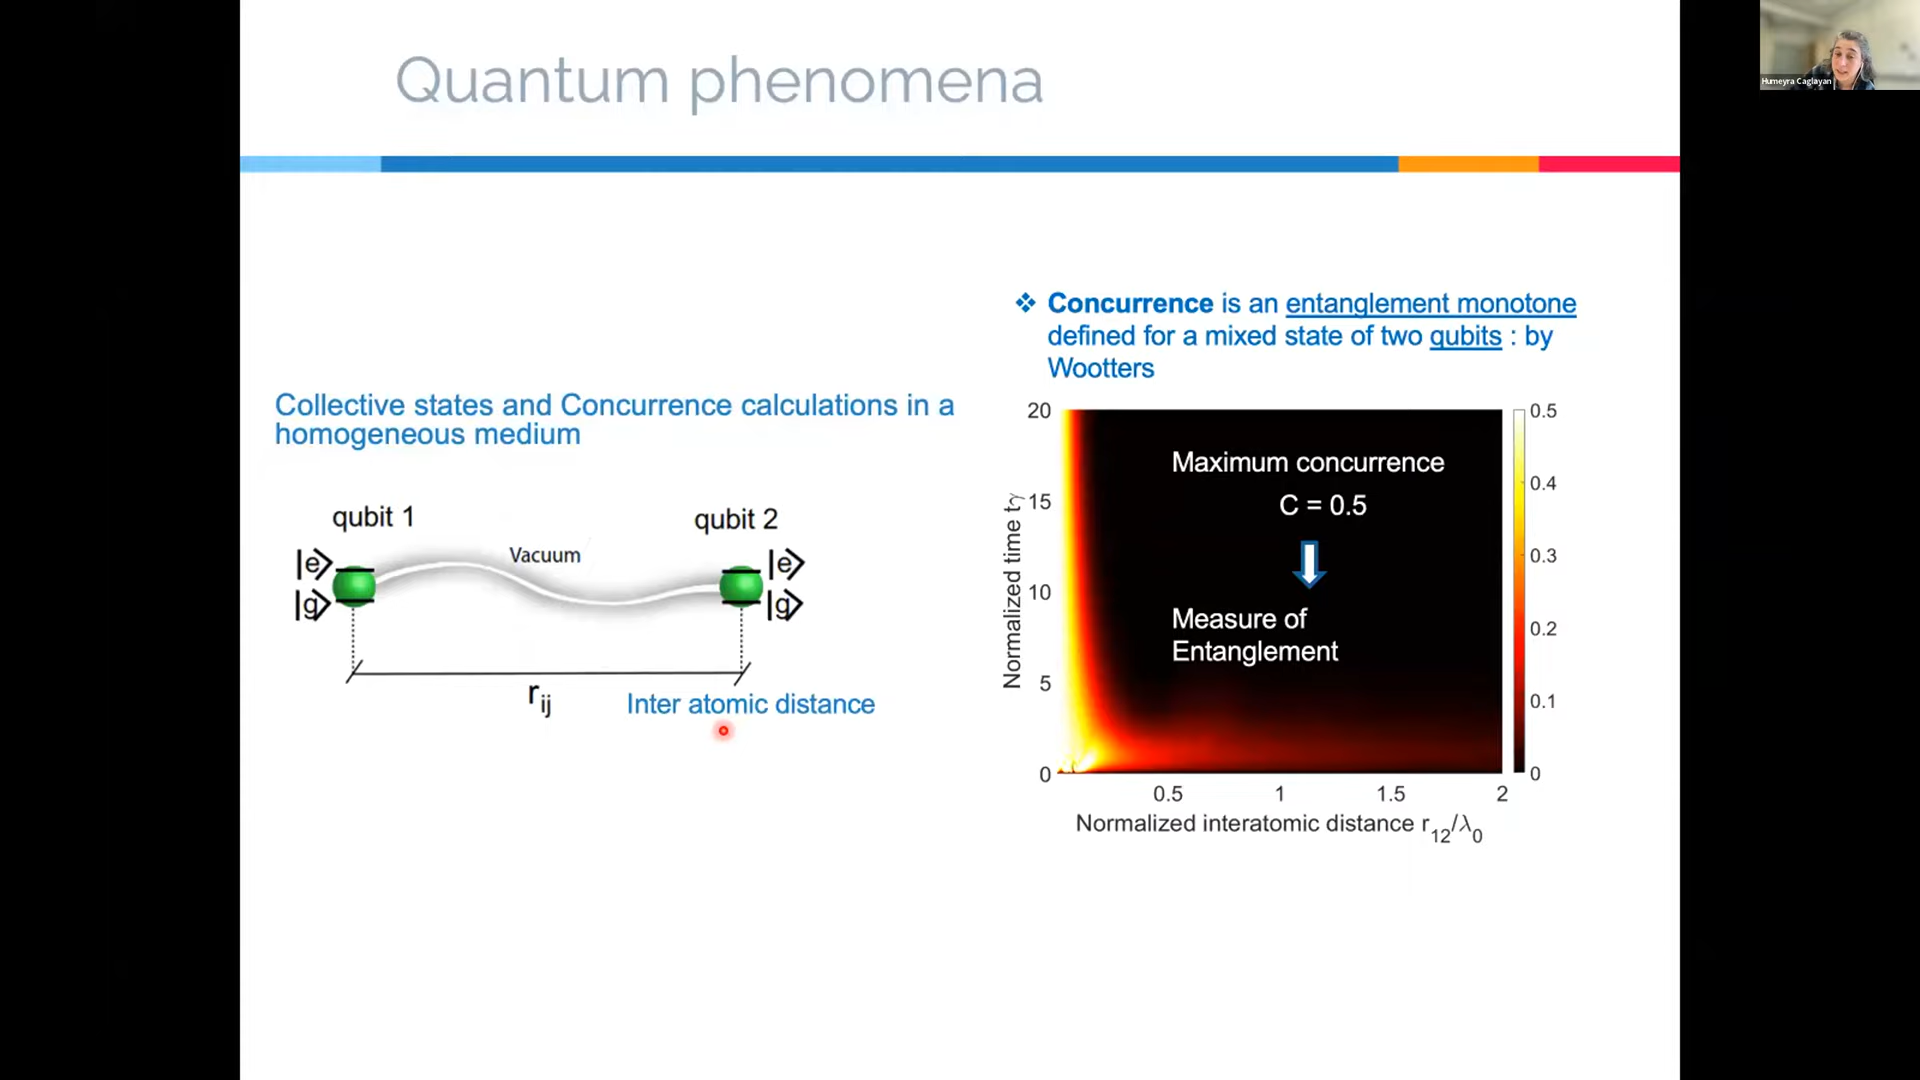 Quantum phenomena
Humeyra Caglayan
❖ Concurrence is an entanglement monotone
defined for a mixed state of two qubits : by
Wootters
Collective states and Concurrence calculations in a
homogeneous medium
qubit 1
qubit 2
Vacuum
|e>
|g>
|e>
|g>
r_ij
Inter atomic distance
20
15
10
5
0
Normalized time tγ
Maximum concurrence
C = 0.5
Measure of
Entanglement
0.5
1
1.5
2
Normalized interatomic distance r_12/λ_0
0.5
0.4
0.3
0.2
0.1
0